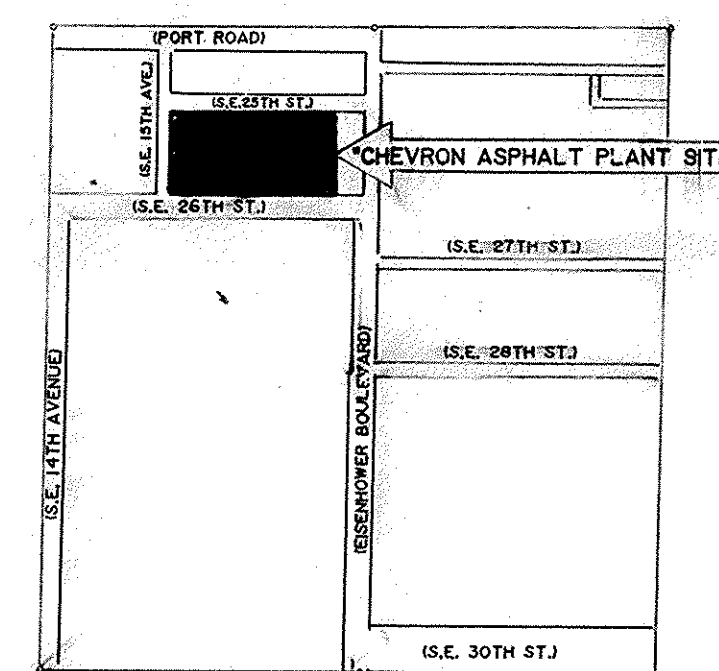 (PORT ROAD)
(S.E. 15TH AVE.)
(S.E. 25TH ST.)
"CHEVRON ASPHALT PLANT SIT
(S.E. 26TH ST.)
(S.E. 27TH ST.)
(S.E. 28TH ST.)
(S.E. 14TH AVENUE)
(EISENHOWER BOULEVARD)
(S.E. 30TH ST.)